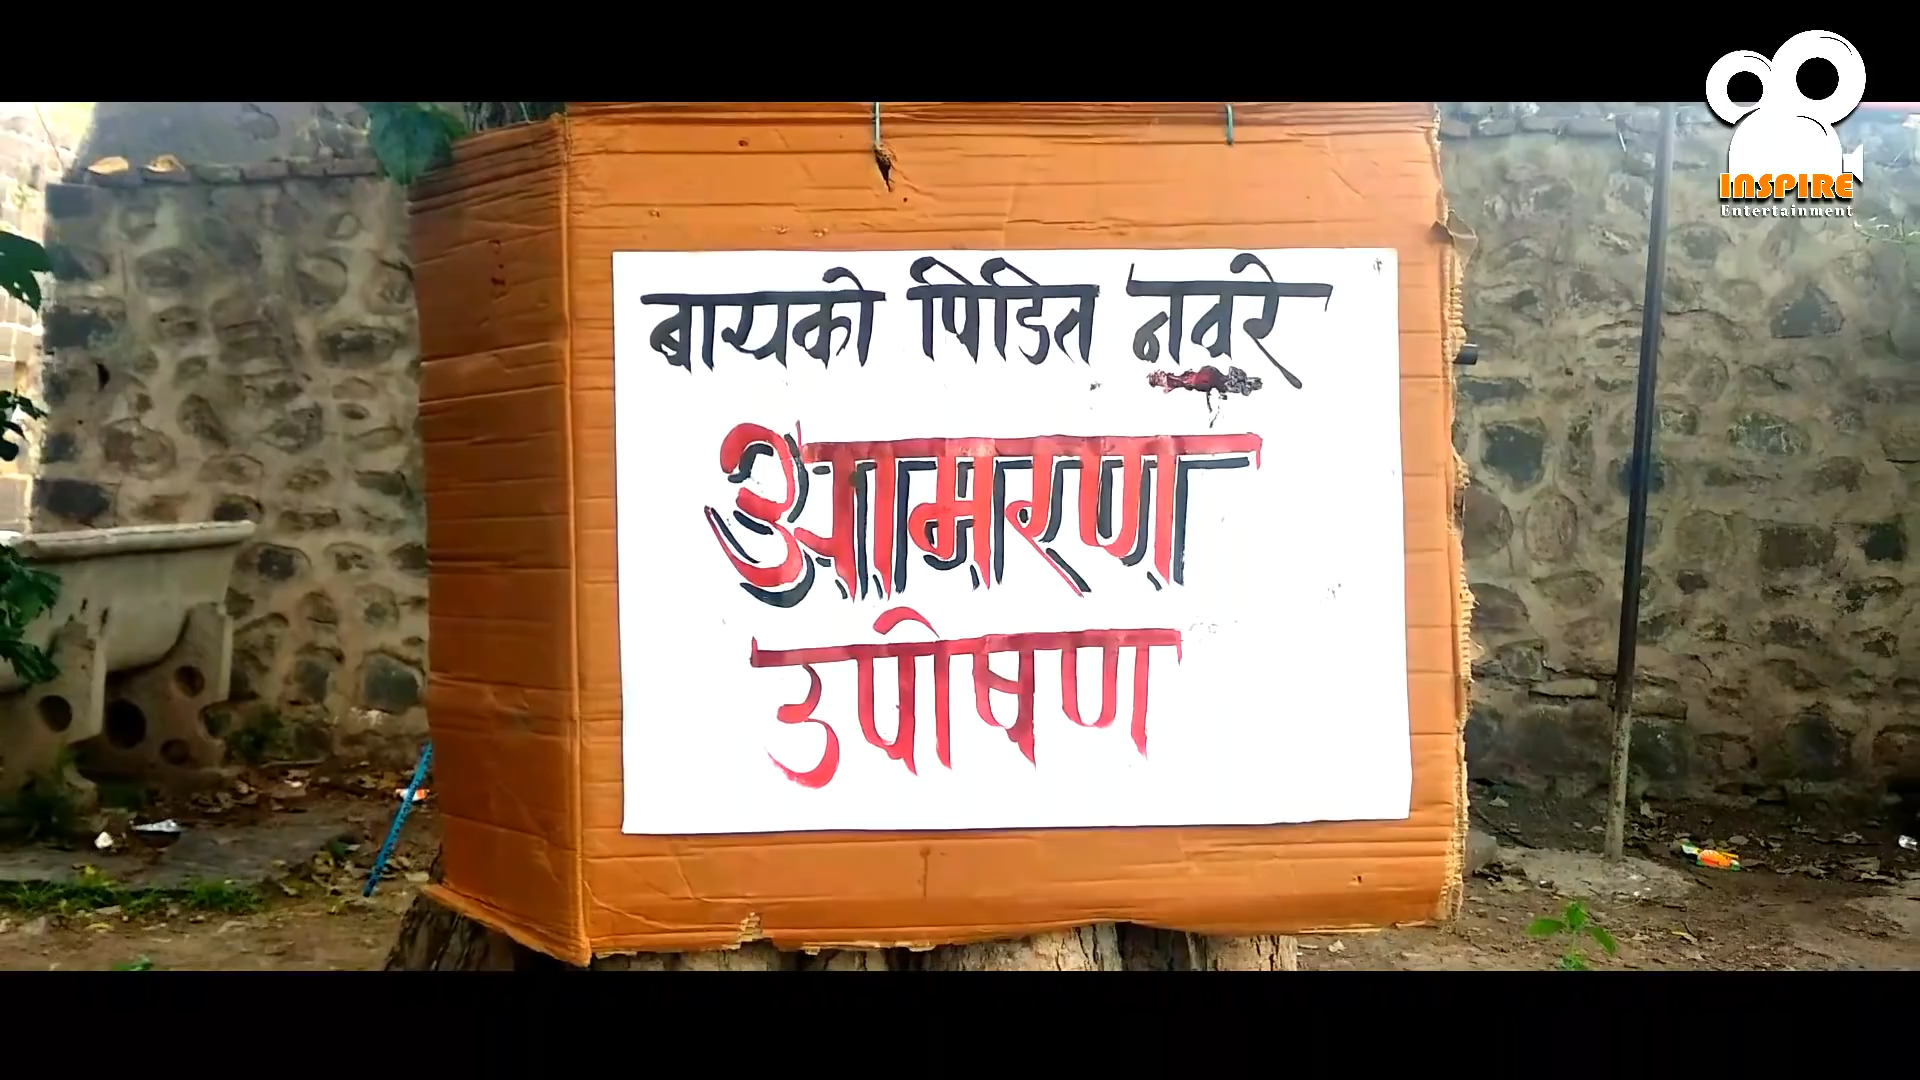 INSPIRE
Entertainment
बायको पिडित नवरे
आमरण
उपोषण